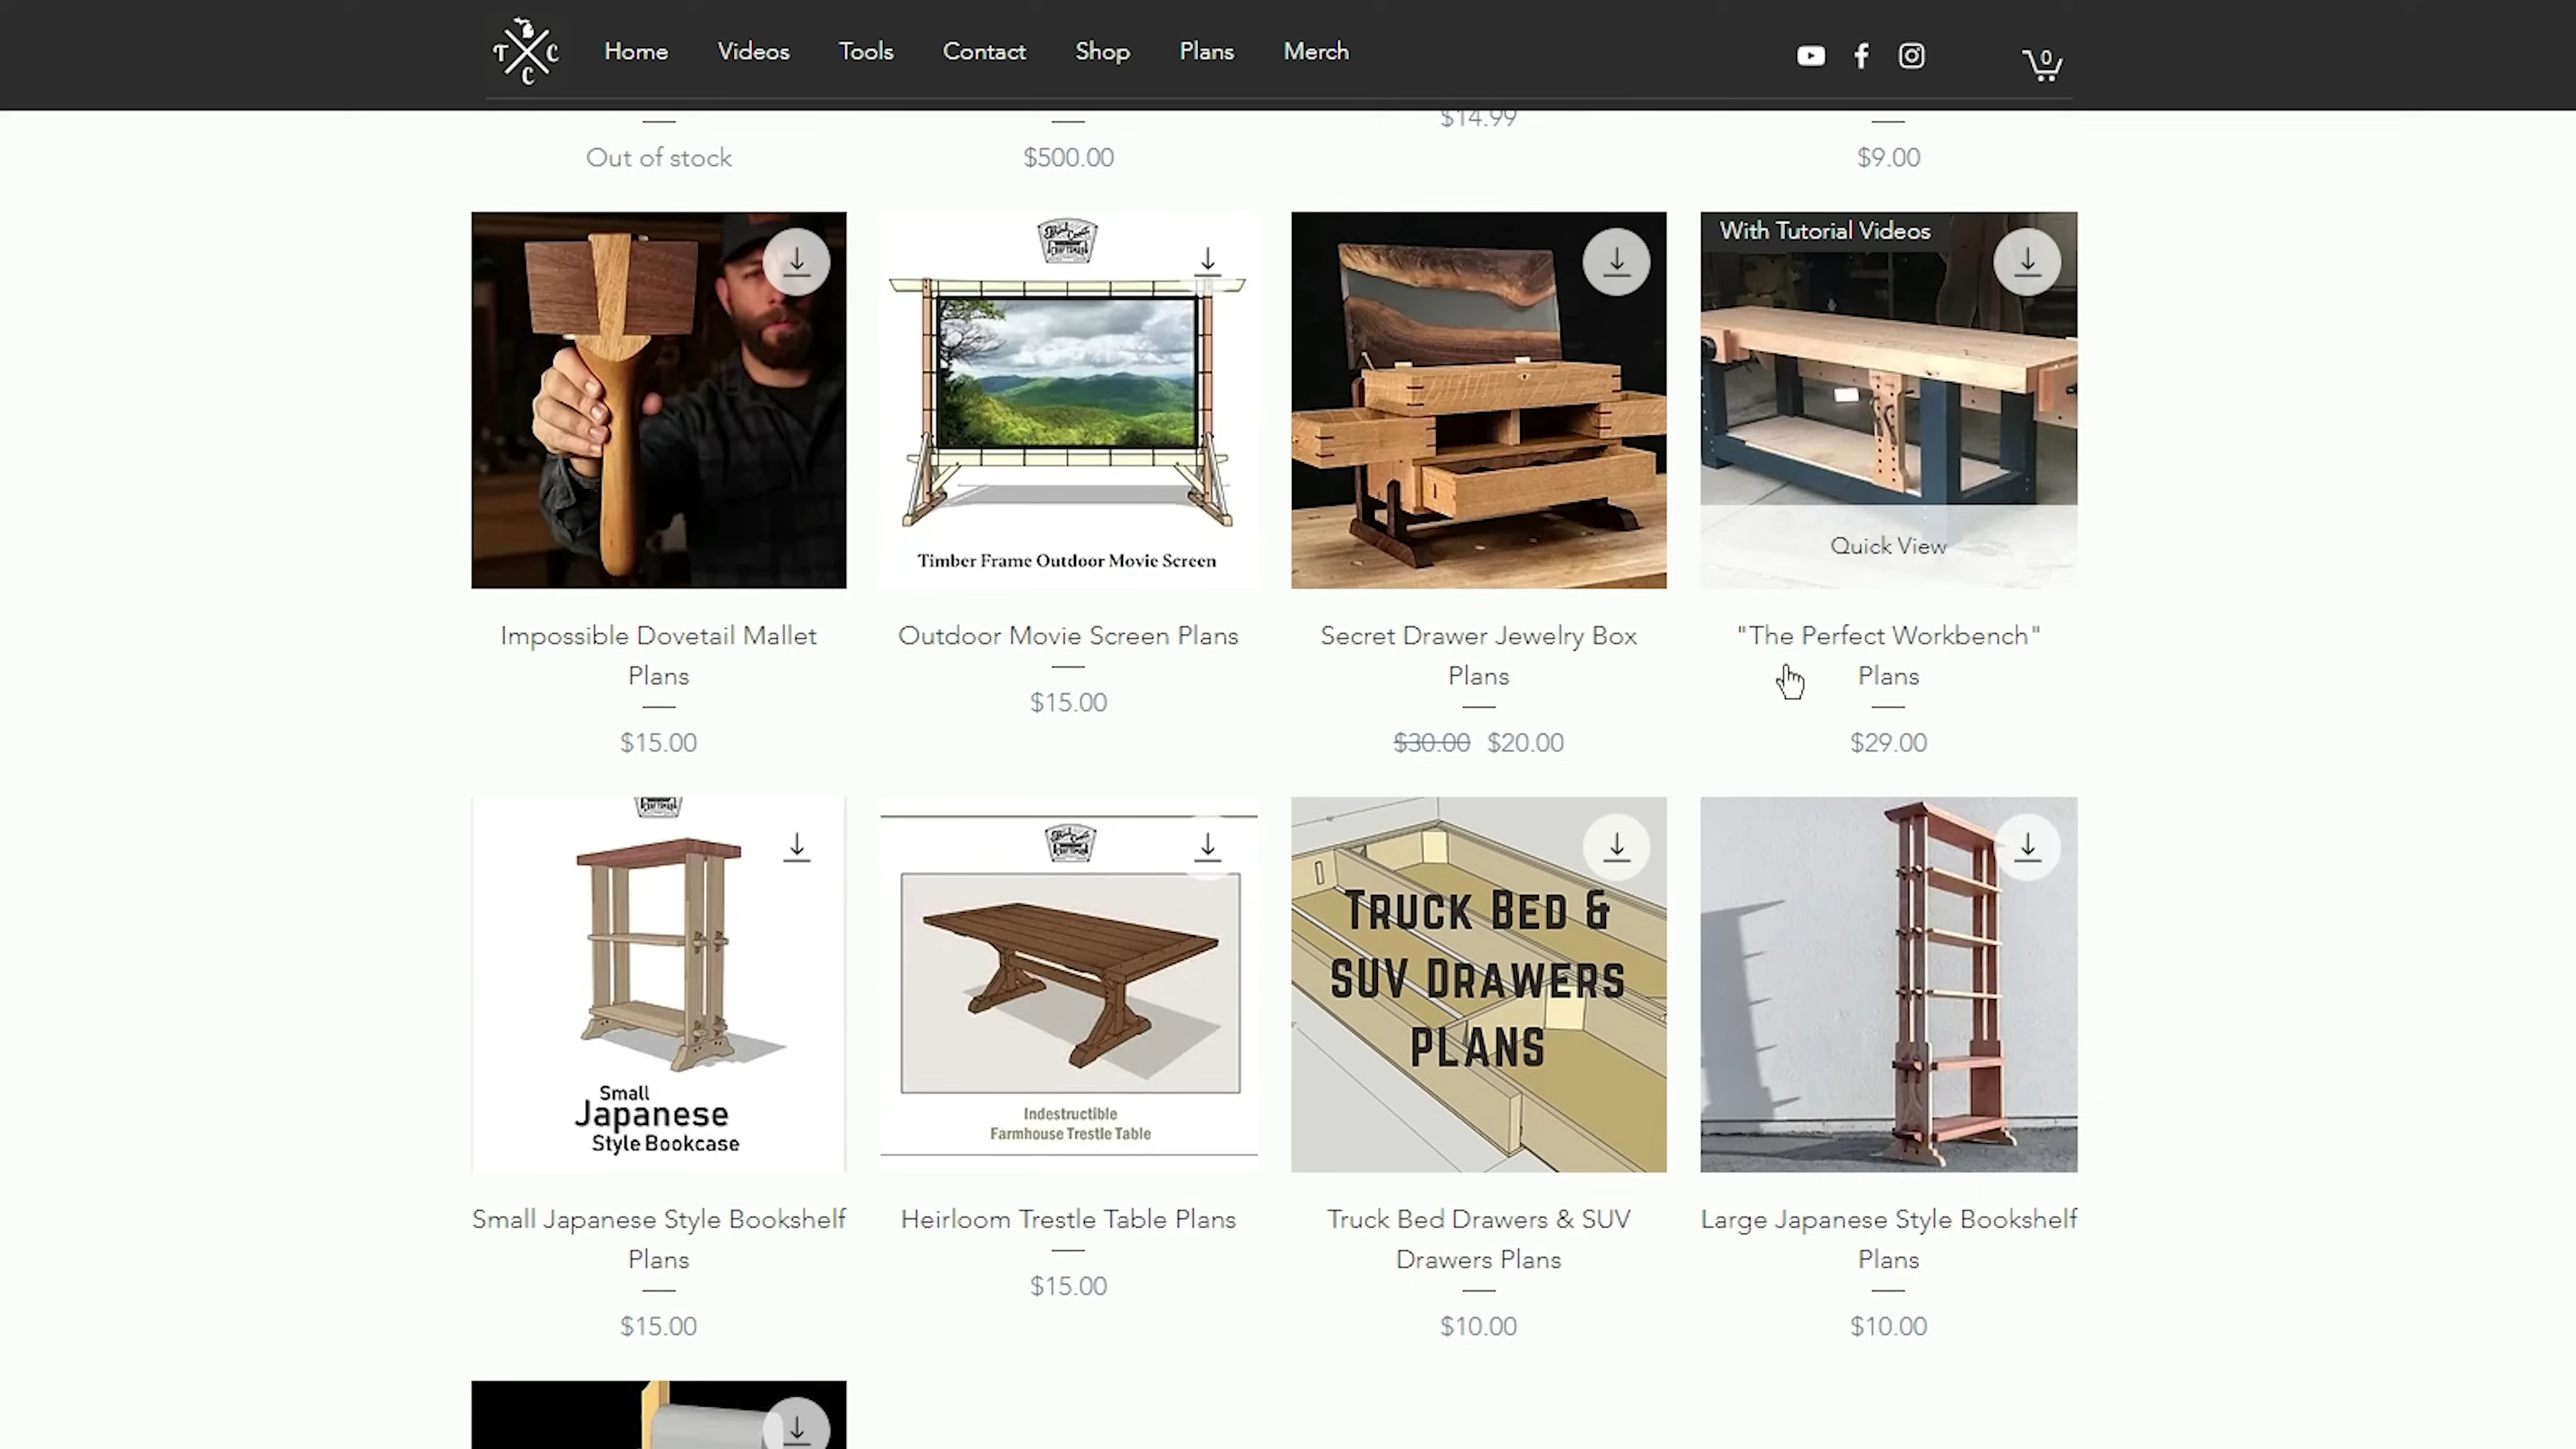 T C C
Home Videos Tools Contact Shop Plans Merch
0
$14.99
Out of stock $500.00 $9.00
With Tutorial Videos
Timber Frame Outdoor Movie Screen
Quick View
Impossible Dovetail Mallet
Plans
$15.00
Outdoor Movie Screen Plans
$15.00
Secret Drawer Jewelry Box
Plans
$30.00 $20.00
"The Perfect Workbench"
Plans
$29.00
CRAFTSMAN
Small
Japanese
Style Bookcase
Third Coast
CRAFTSMAN
Indestructible
Farmhouse Trestle Table
TRUCK BED &
SUV DRAWERS
PLANS
Small Japanese Style Bookshelf
Plans
$15.00
Heirloom Trestle Table Plans
$15.00
Truck Bed Drawers & SUV
Drawers Plans
$10.00
Large Japanese Style Bookshelf
Plans
$10.00